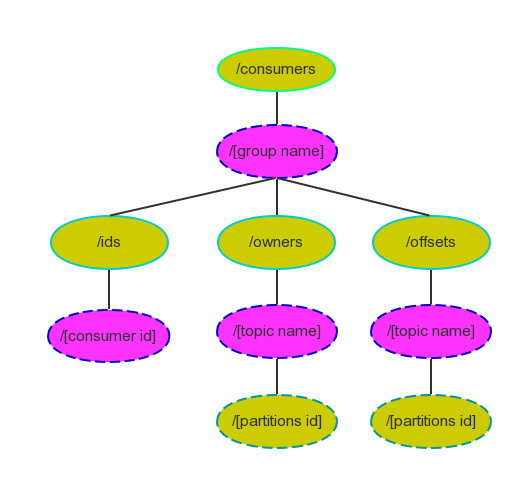 /consumers
/[group name]
/ids
/owners
/offsets
/[consumer id]
/[topic name]
/[topic name]
/[partitions id]
/[partitions id]